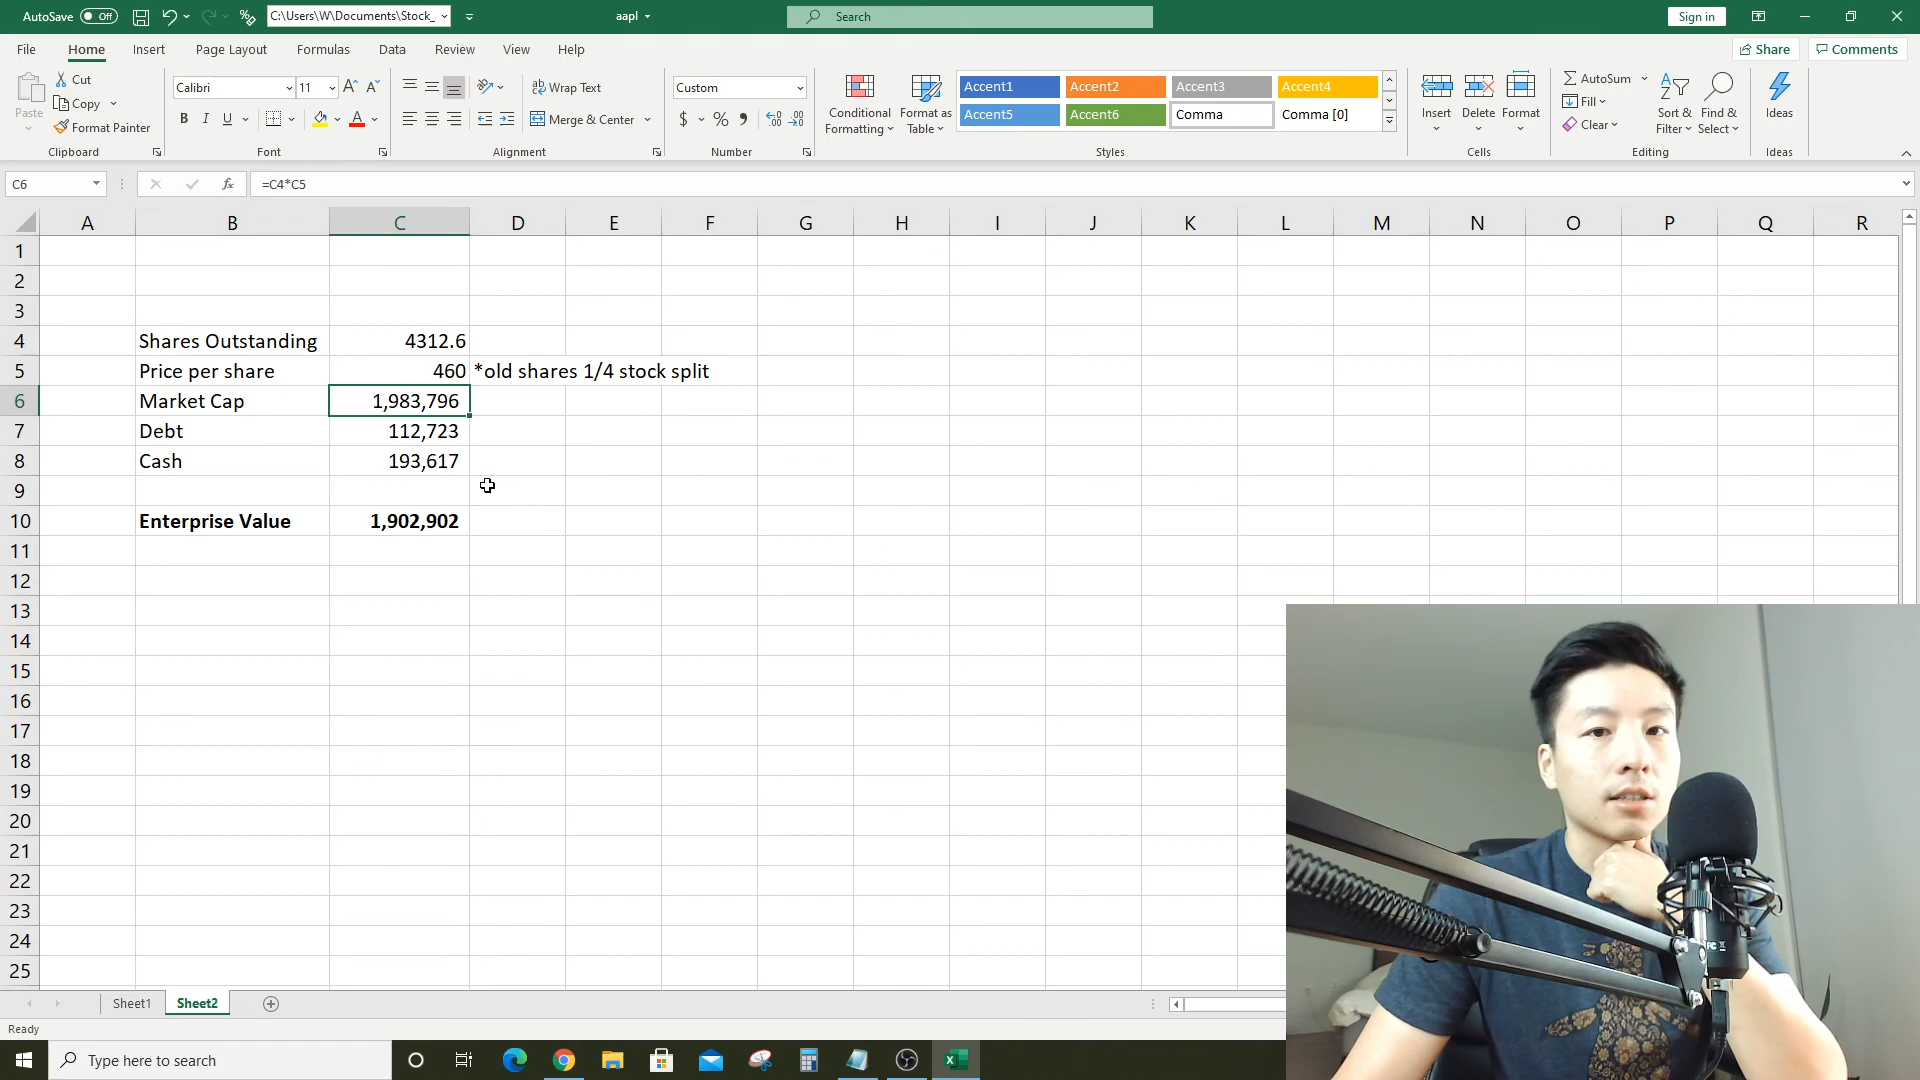 AutoSave Off C:\Users\W\Documents\Stock_ aapl Search Sign in
File Home Insert Page Layout Formulas Data Review View Help Share Comments
Paste Cut Copy Format Painter
Calibri 11 B I U
Wrap Text Merge & Center
Custom $ % ,
Conditional Formatting Format as Table
Accent1 Accent2 Accent3 Accent4
Accent5 Accent6 Comma Comma [0]
Insert Delete Format
AutoSum Fill Clear Sort & Filter Find & Select Ideas
Clipboard Font Alignment Number Styles Cells Editing Ideas
C6 fx =C4*C5
A B C D E F G H I J K L M N O P Q R
1
2
3
4 Shares Outstanding 4312.6
5 Price per share 460 *old shares 1/4 stock split
6 Market Cap 1,983,796
7 Debt 112,723
8 Cash 193,617
9
10 Enterprise Value 1,902,902
11
12
13
14
15
16
17
18
19
20
21
22
23
24
25
Sheet1 Sheet2
Ready
Type here to search